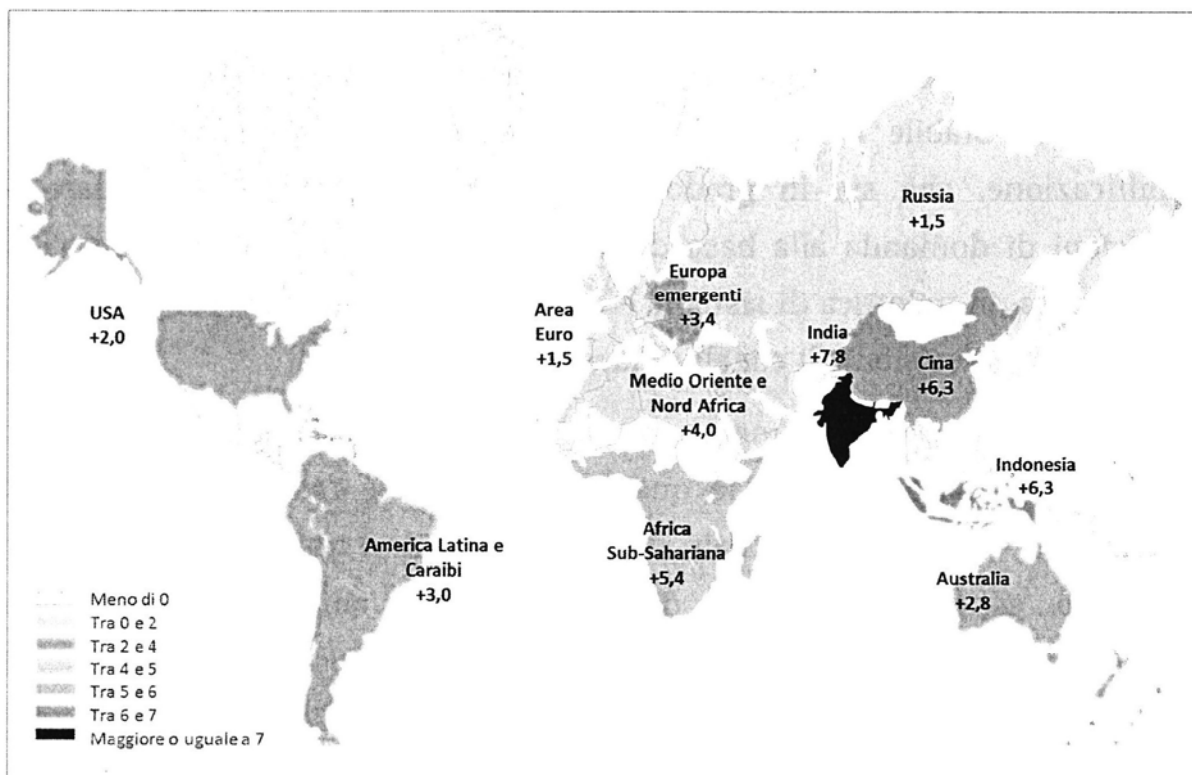 Russia
+1,5
Europa
emergenti
+3,4
USA
+2,0
Area
Euro
+1,5
India
+7,8
Cina
+6,3
Medio Oriente e
Nord Africa
+4,0
Indonesia
+6,3
America Latina e
Caraibi
+3,0
Africa
Sub-Sahariana
+5,4
Australia
+2,8
Meno di 0
Tra 0 e 2
Tra 2 e 4
Tra 4 e 5
Tra 5 e 6
Tra 6 e 7
Maggiore o uguale a 7